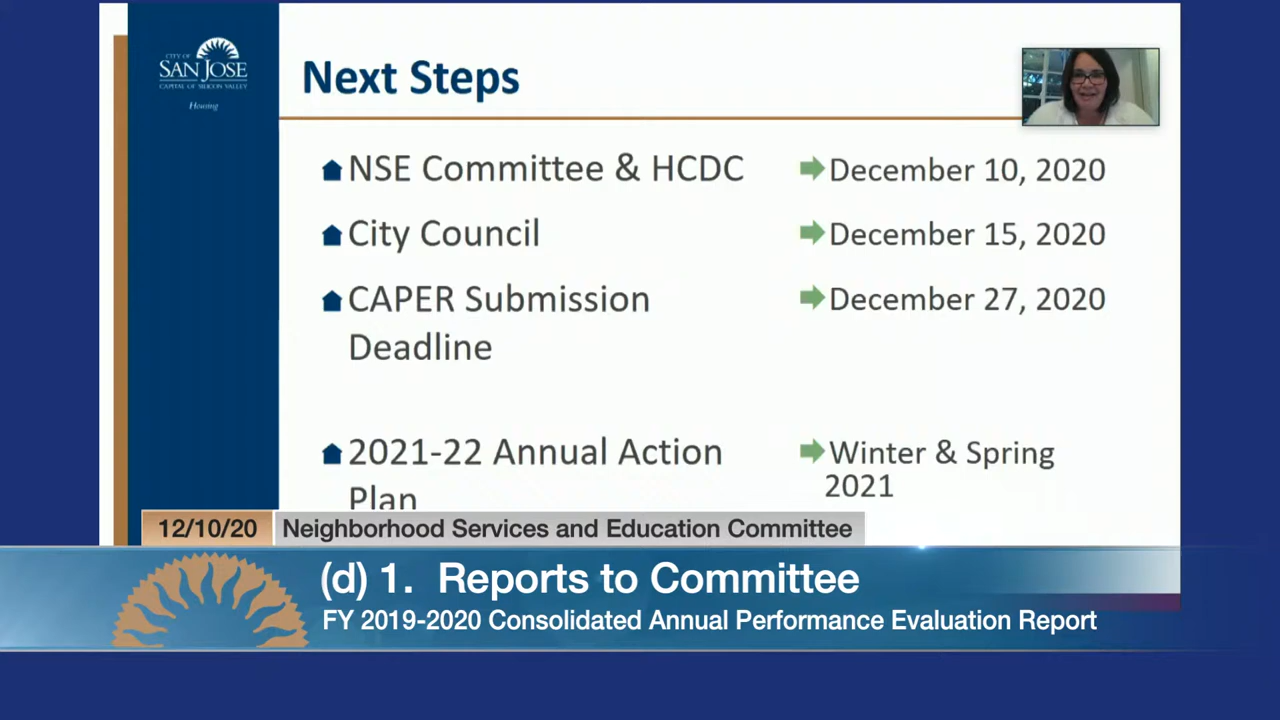 CITY OF
SAN JOSE
CAPITAL OF SILICON VALLEY
Housing
Next Steps
NSE Committee & HCDC
December 10, 2020
City Council
December 15, 2020
CAPER Submission
Deadline
December 27, 2020
2021-22 Annual Action
Plan
Winter & Spring
2021
12/10/20
Neighborhood Services and Education Committee
(d) 1. Reports to Committee
FY 2019-2020 Consolidated Annual Performance Evaluation Report